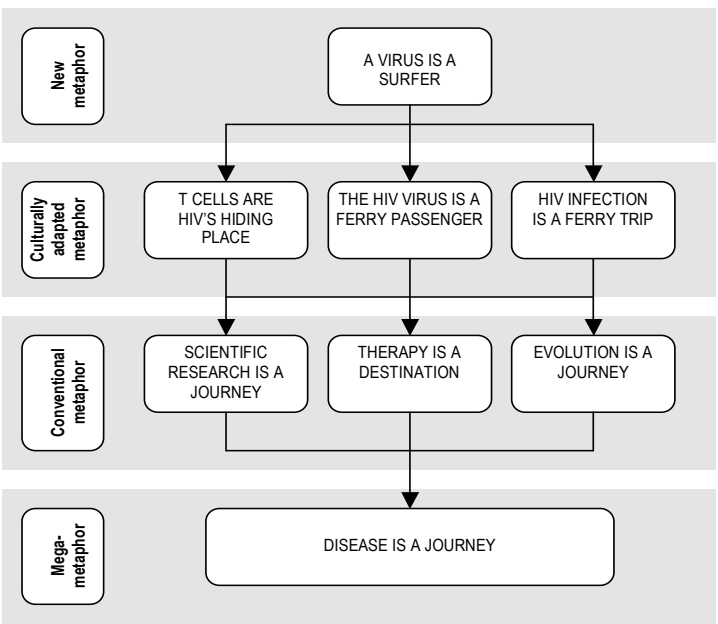 New
metaphor
A VIRUS IS A
SURFER
Culturally
adapted
metaphor
T CELLS ARE
HIV'S HIDING
PLACE
THE HIV VIRUS IS A
FERRY PASSENGER
HIV INFECTION
IS A FERRY TRIP
Conventional
metaphor
SCIENTIFIC
RESEARCH IS A
JOURNEY
THERAPY IS A
DESTINATION
EVOLUTION IS A
JOURNEY
Mega-
metaphor
DISEASE IS A JOURNEY